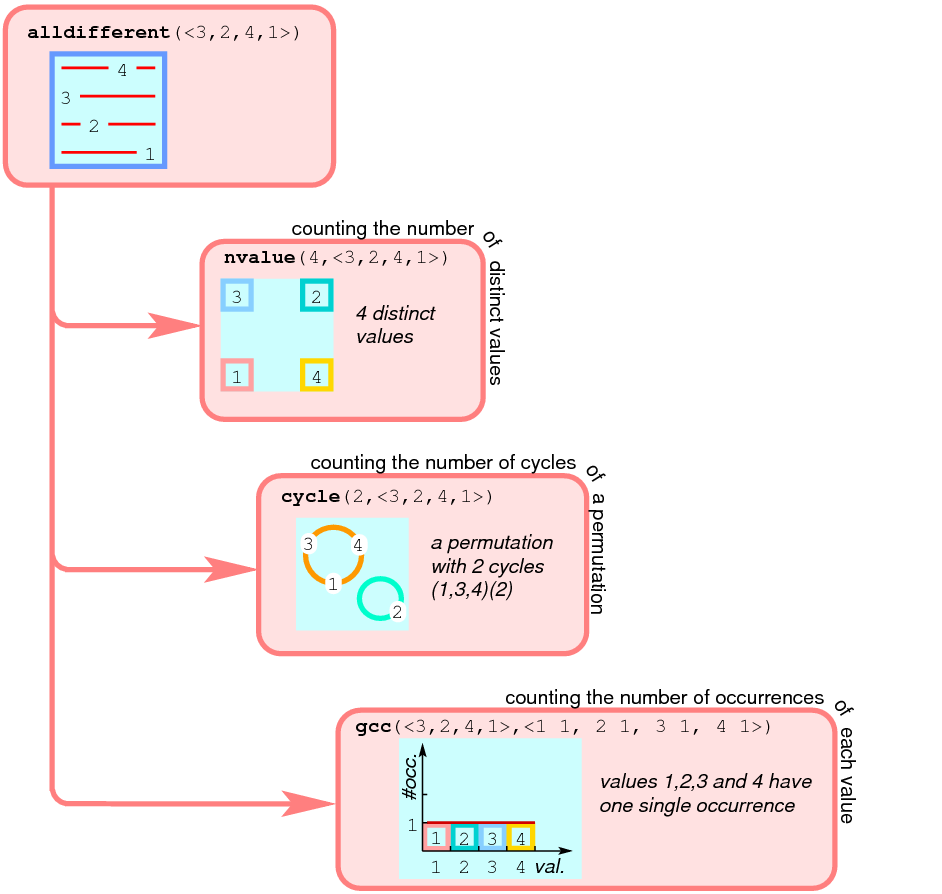 alldifferent(<3,2,4,1>)
4
3
2
1
counting the number of distinct values
nvalue(4,<3,2,4,1>)
3 2
4 distinct
values
1 4
counting the number of cycles of a permutation
cycle(2,<3,2,4,1>)
3 4
1
2
a permutation
with 2 cycles
(1,3,4)(2)
counting the number of occurrences of each value
gcc(<3,2,4,1>,<1 1, 2 1, 3 1, 4 1>)
#occ.
values 1,2,3 and 4 have
one single occurrence
1
1 2 3 4
1 2 3 4 val.